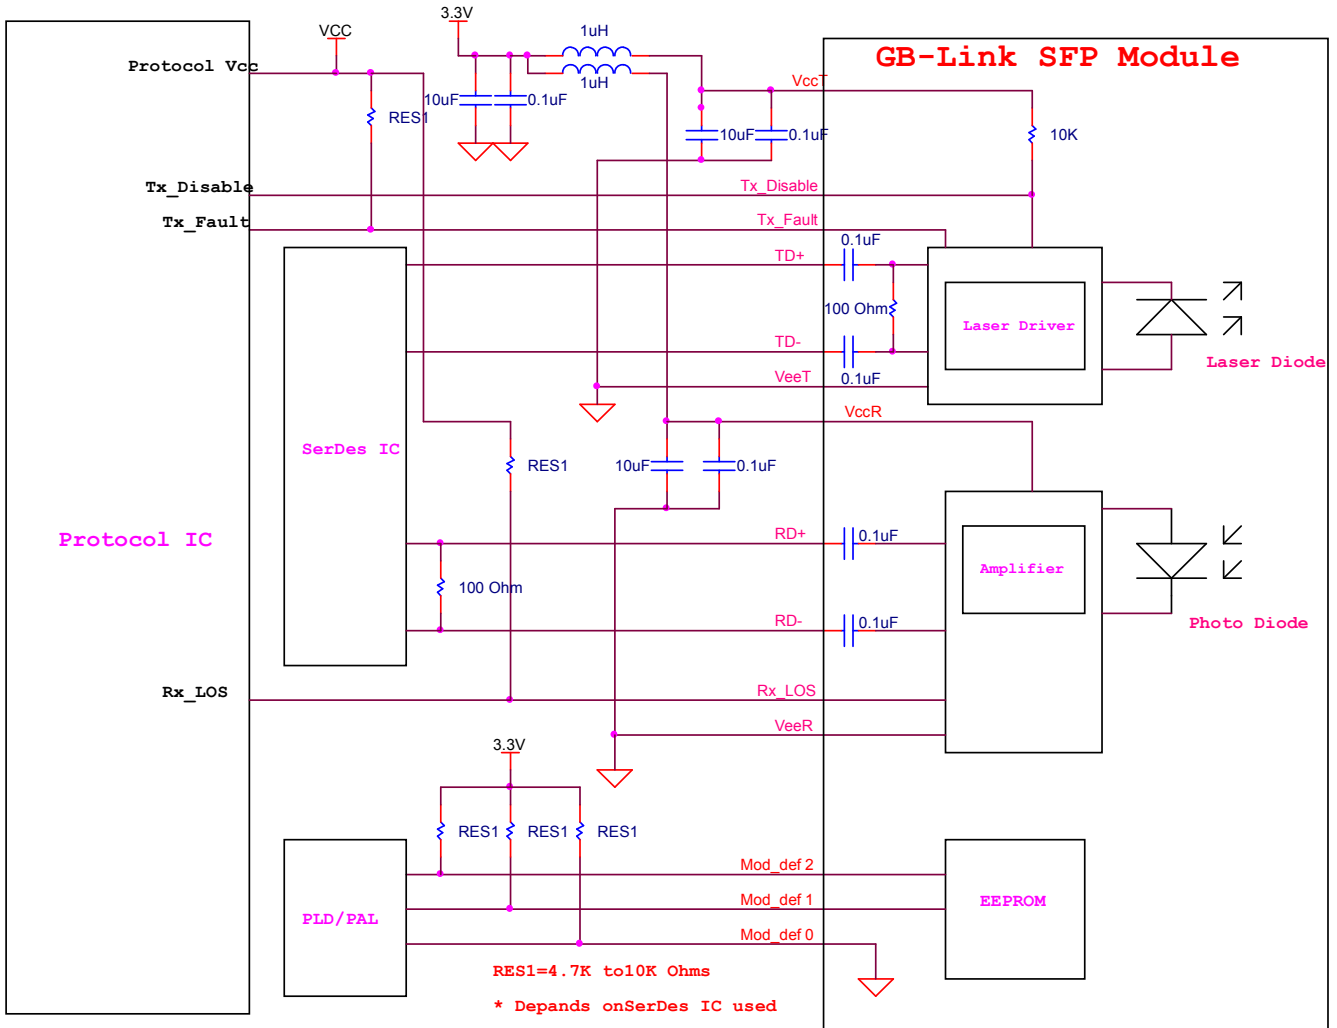 3.3V
VCC
1uH
GB-Link SFP Module
Protocol Vcc
1uH
VccT
10uF
0.1uF
RES1
10uF
0.1uF
10K
Tx_Disable
Tx_Disable
Tx_Fault
Tx_Fault
0.1uF
TD+
100 Ohm
Laser Driver
TD-
Laser Diode
VeeT
0.1uF
VccR
SerDes IC
RES1
10uF
0.1uF
Protocol IC
RD+
0.1uF
Amplifier
100 Ohm
RD-
0.1uF
Photo Diode
Rx_LOS
Rx_LOS
VeeR
3.3V
RES1
RES1
RES1
Mod_def 2
Mod_def 1
EEPROM
PLD/PAL
Mod_def 0
RES1=4.7K to10K Ohms
* Depands onSerDes IC used